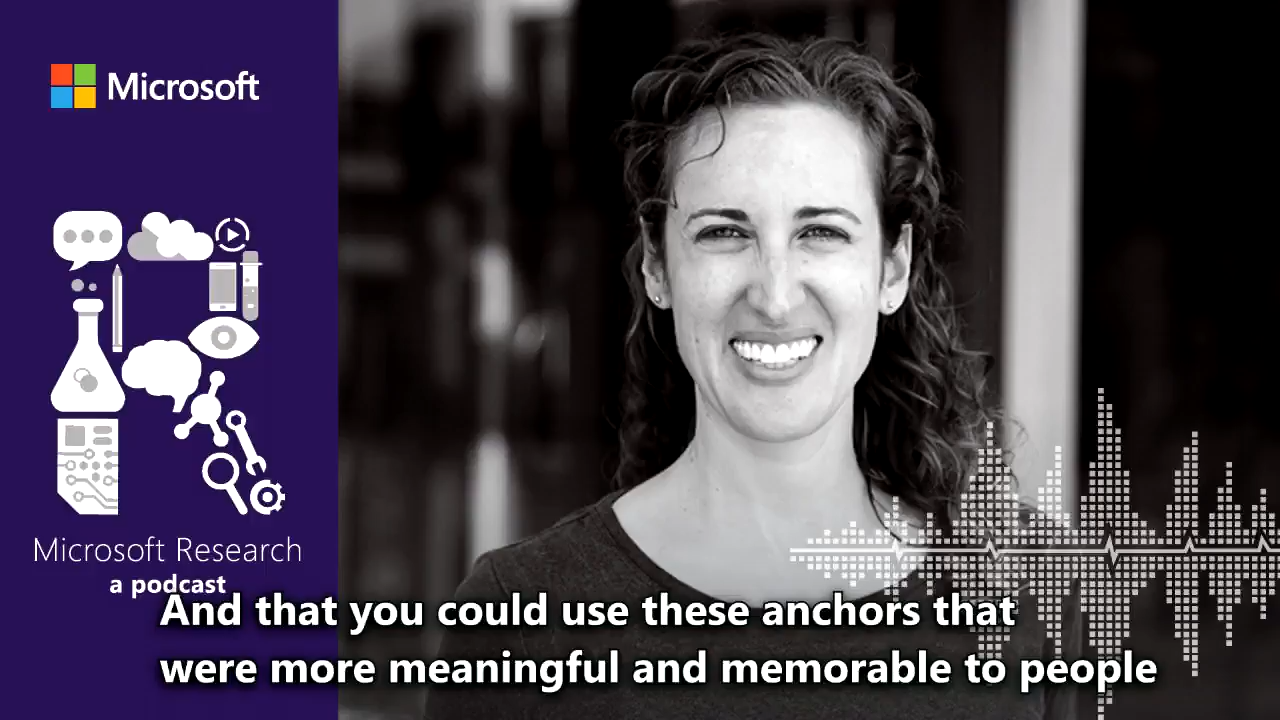 Microsoft
Microsoft Research
a podcast
And that you could use these anchors that
were more meaningful and memorable to people